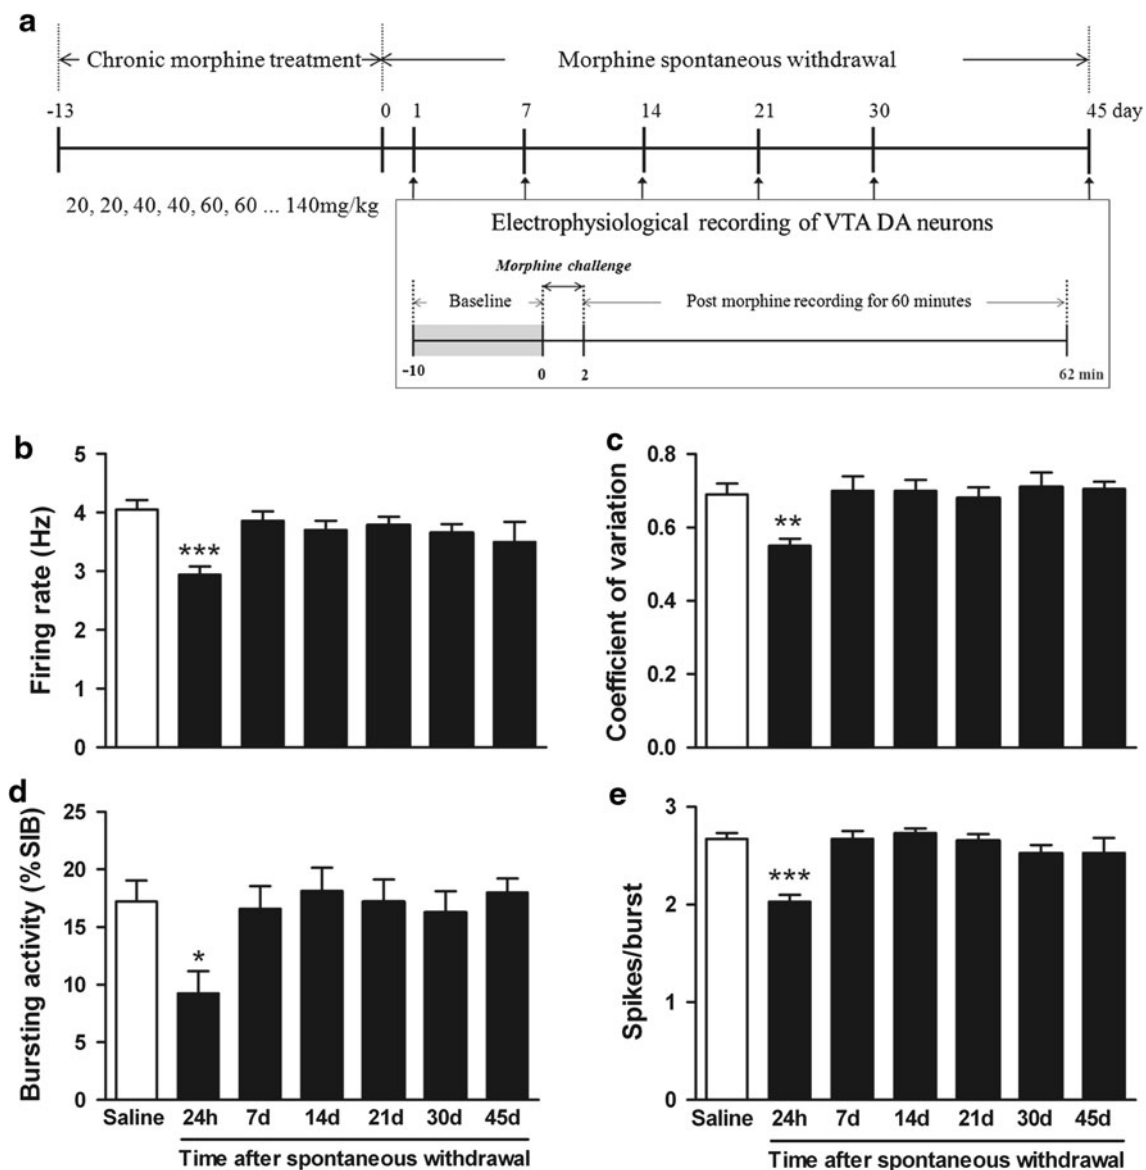 a
Chronic morphine treatment
Morphine spontaneous withdrawal
-13 0 1 7 14 21 30 45 day
20, 20, 40, 40, 60, 60 ... 140mg/kg
Electrophysiological recording of VTA DA neurons
Morphine challenge
Baseline
Post morphine recording for 60 minutes
-10 0 2 62 min
b
Firing rate (Hz)
5
4
3
2
1
0
***
c
Coefficient of variation
0.8
0.6
0.4
0.2
0.0
**
d
Bursting activity (%SIB)
25
20
15
10
5
0
*
Saline 24h 7d 14d 21d 30d 45d
Time after spontaneous withdrawal
e
Spikes/burst
3
2
1
0
***
Saline 24h 7d 14d 21d 30d 45d
Time after spontaneous withdrawal